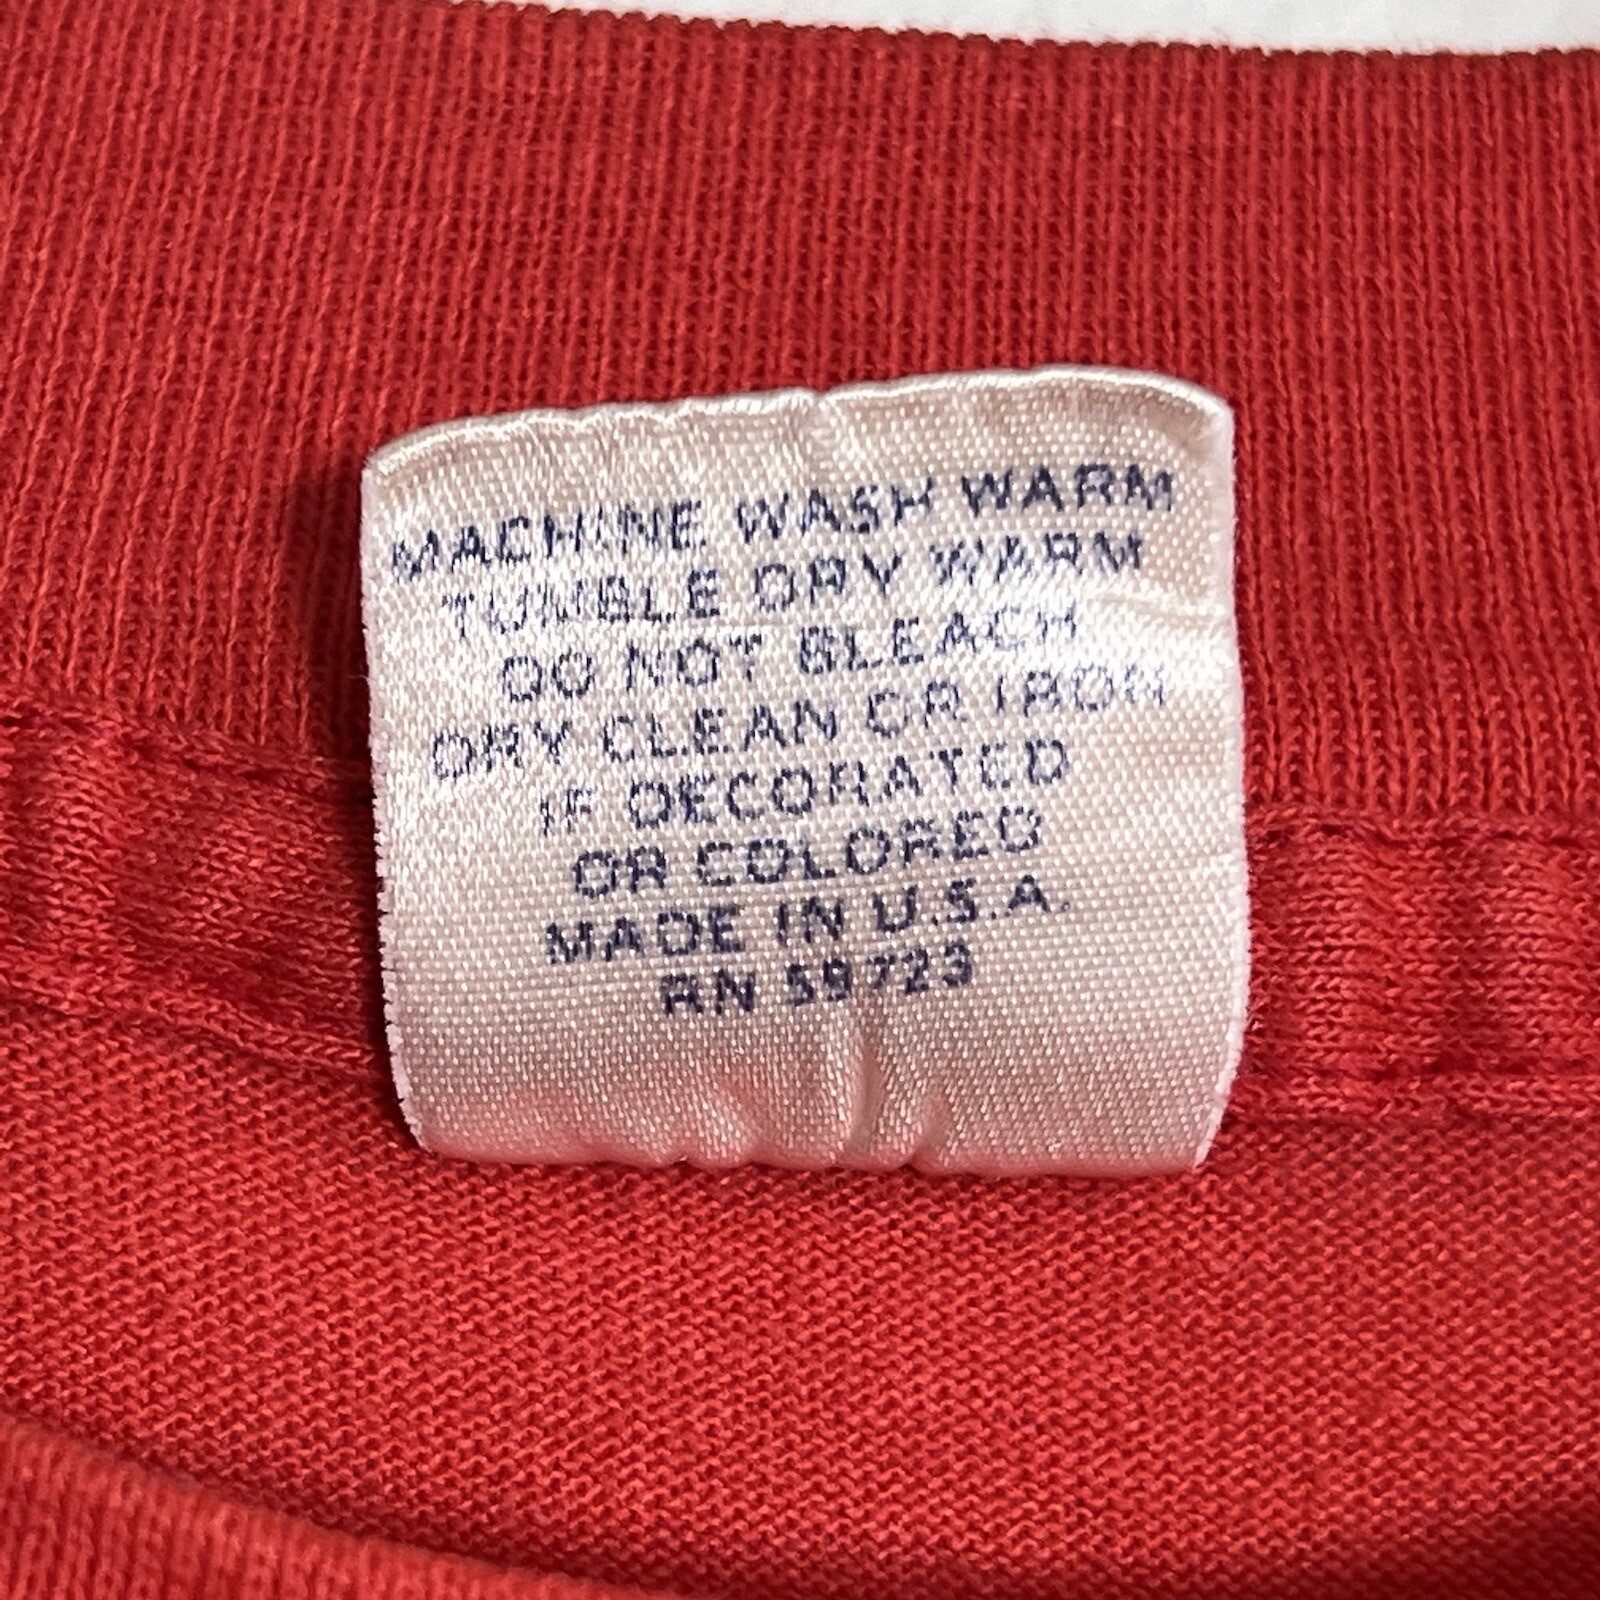 MACHINE WASH WARM
TUMBLE DRY WARM
DO NOT BLEACH
DRY CLEAN OR IRON
IF DECORATED
OR COLORED
MADE IN U.S.A.
RN 59723